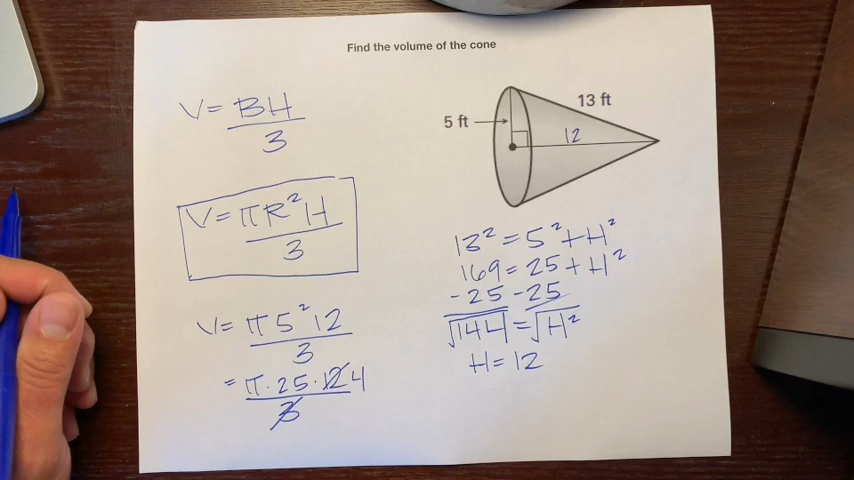 Find the volume of the cone
V = BH
3
V = πR²H
3
V = π5²12
3
= π · 25 · 12 4
3
5 ft
13 ft
12
13² = 5² + H²
169 = 25 + H²
-25 -25
√144 = √H²
H = 12